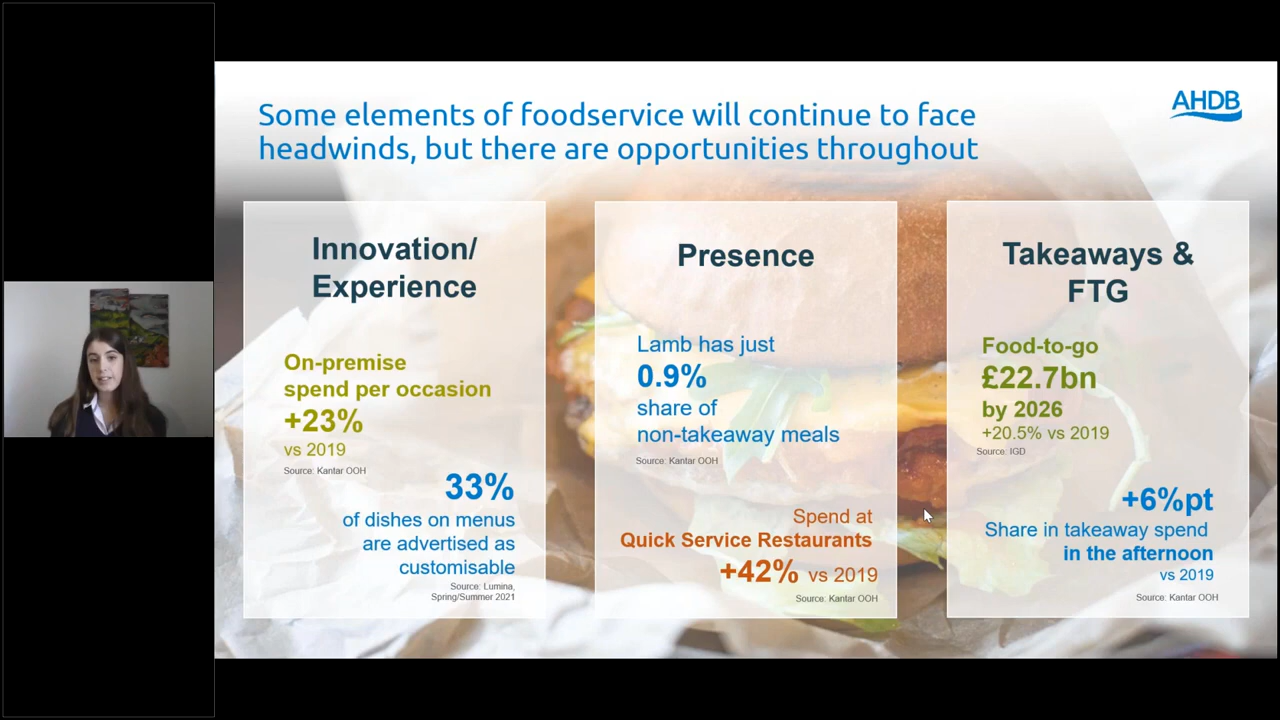 Some elements of foodservice will continue to face
headwinds, but there are opportunities throughout
AHDB
Innovation/
Experience
On-premise
spend per occasion
+23%
vs 2019
Source: Kantar OOH
33%
of dishes on menus
are advertised as
customisable
Source: Lumina,
Spring/Summer 2021
Presence
Lamb has just
0.9%
share of
non-takeaway meals
Source: Kantar OOH
Spend at
Quick Service Restaurants
+42% vs 2019
Source: Kantar OOH
Takeaways &
FTG
Food-to-go
£22.7bn
by 2026
+20.5% vs 2019
Source: IGD
+6%pt
Share in takeaway spend
in the afternoon
vs 2019
Source: Kantar OOH